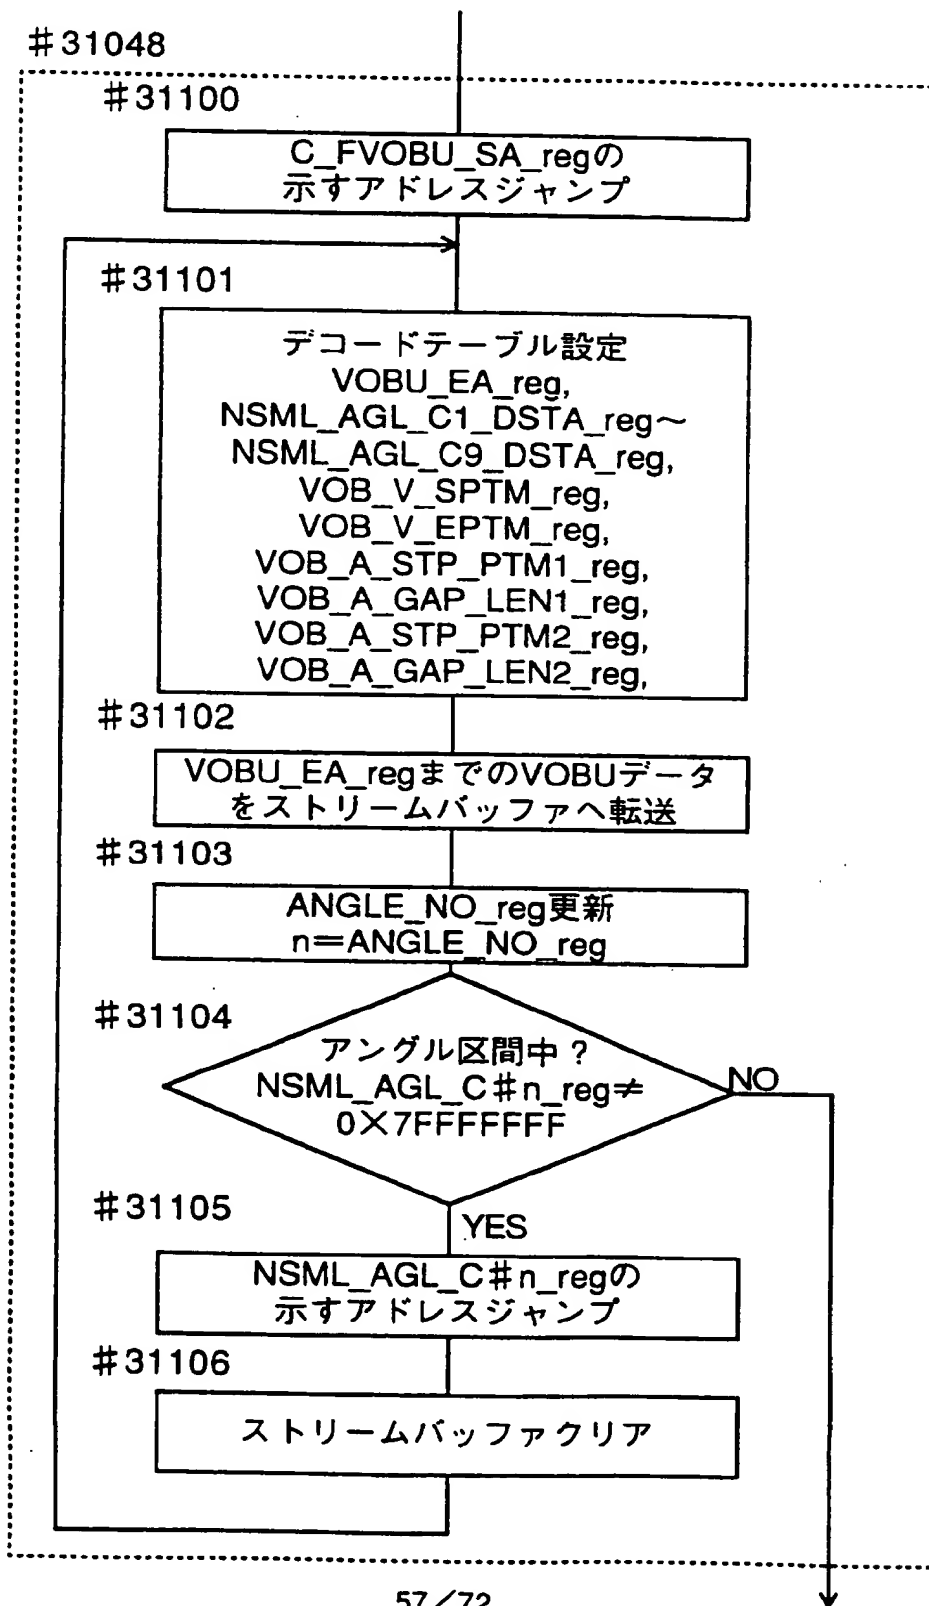 #31048
#31100
C_FVOBU_SA_regの
示すアドレスジャンプ
#31101
デコードテーブル設定
VOBU_EA_reg,
NSML_AGL_C1_DSTA_reg～
NSML_AGL_C9_DSTA_reg,
VOB_V_SPTM_reg,
VOB_V_EPTM_reg,
VOB_A_STP_PTM1_reg,
VOB_A_GAP_LEN1_reg,
VOB_A_STP_PTM2_reg,
VOB_A_GAP_LEN2_reg,
#31102
VOBU_EA_regまでのVOBUデータ
をストリームバッファへ転送
#31103
ANGLE_NO_reg更新
n＝ANGLE_NO_reg
#31104
アングル区間中？
NSML_AGL_C#n_reg≠
0×7FFFFFFF
NO
#31105
YES
NSML_AGL_C#n_regの
示すアドレスジャンプ
#31106
ストリームバッファクリア
57／72